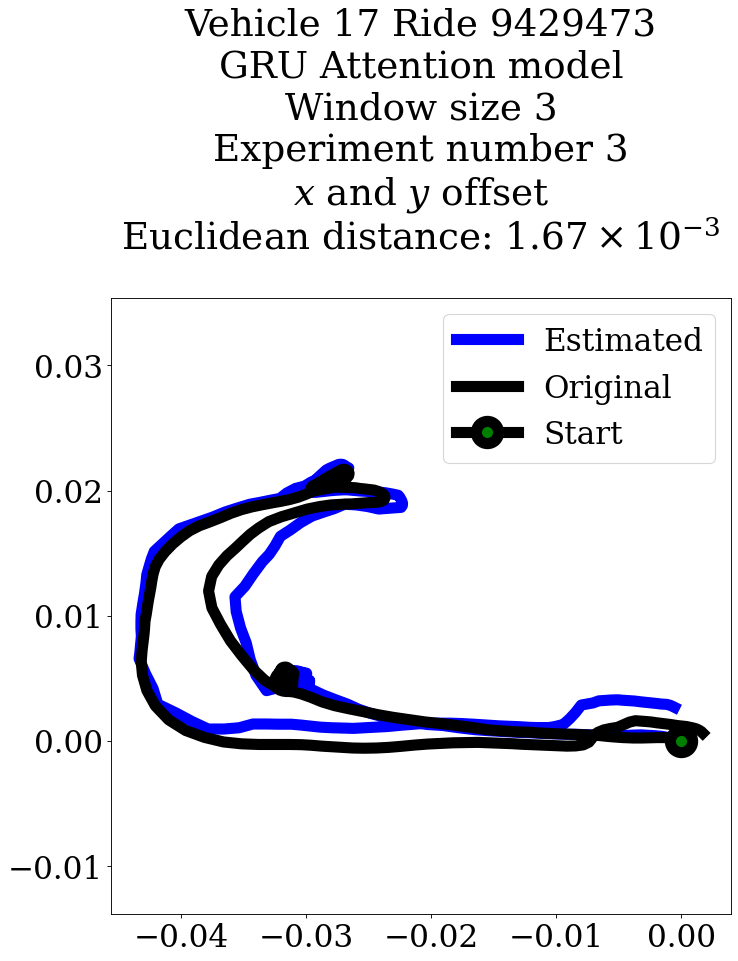 Vehicle 17 Ride 9429473
GRU Attention model
Window size 3
Experiment number 3
x and y offset
Euclidean distance: 1.67 × 10⁻³
Estimated
Original
Start
0.03
0.02
0.01
0.00
−0.01
−0.04 −0.03 −0.02 −0.01 0.00